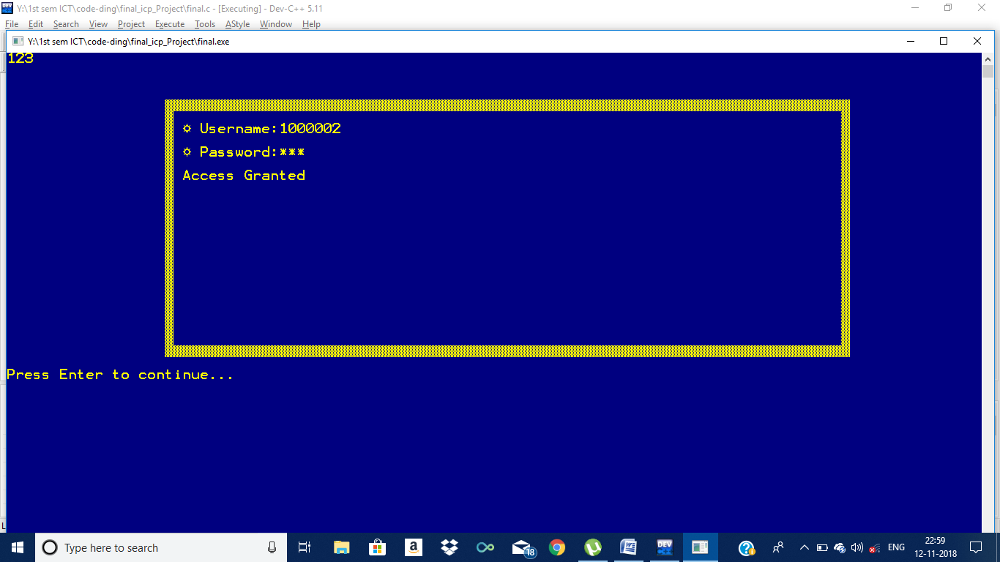 Y:\1st sem ICT\code-ding\final_icp_Project\final.c - [Executing] - Dev-C++ 5.11
File Edit Search View Project Execute Tools AStyle Window Help
Y:\1st sem ICT\code-ding\final_icp_Project\final.exe
123
¤ Username:1000002
¤ Password:***
Access Granted
Press Enter to continue...
L
Type here to search
a
18
W
DEV
ENG
22:59
12-11-2018